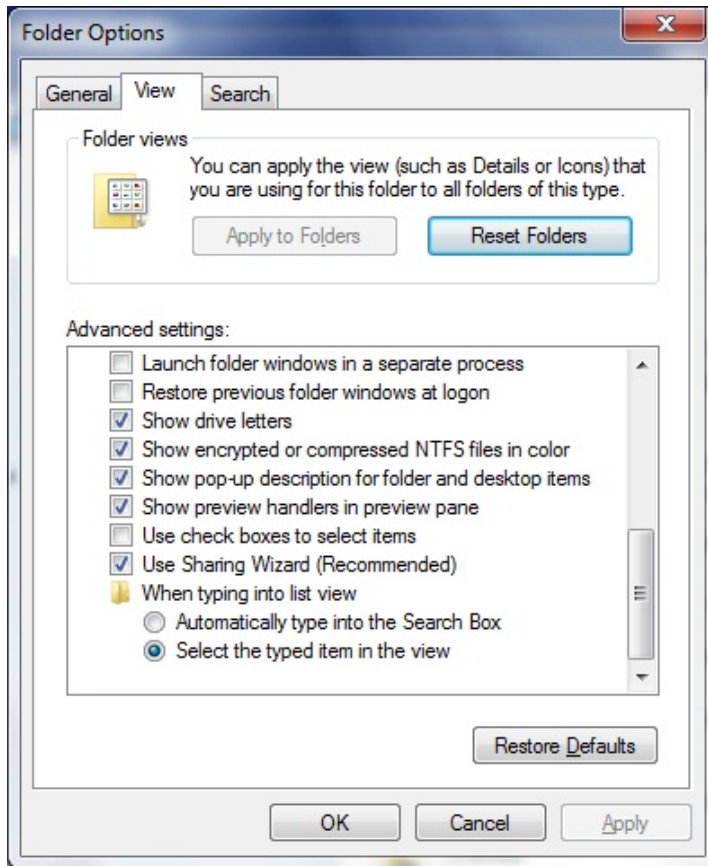 Folder Options
General View Search
Folder views
You can apply the view (such as Details or Icons) that
you are using for this folder to all folders of this type.
Apply to Folders Reset Folders
Advanced settings:
Launch folder windows in a separate process
Restore previous folder windows at logon
Show drive letters
Show encrypted or compressed NTFS files in color
Show pop-up description for folder and desktop items
Show preview handlers in preview pane
Use check boxes to select items
Use Sharing Wizard (Recommended)
When typing into list view
Automatically type into the Search Box
Select the typed item in the view
Restore Defaults
OK Cancel Apply